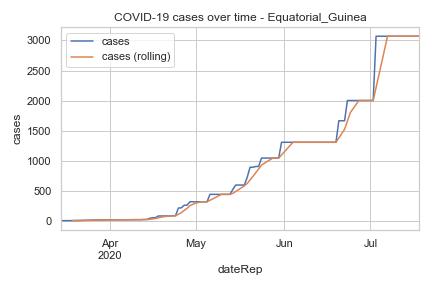 COVID-19 cases over time - Equatorial_Guinea
cases
cases (rolling)
3000
2500
2000
1500
1000
500
0
cases
Apr
2020
May
Jun
Jul
dateRep